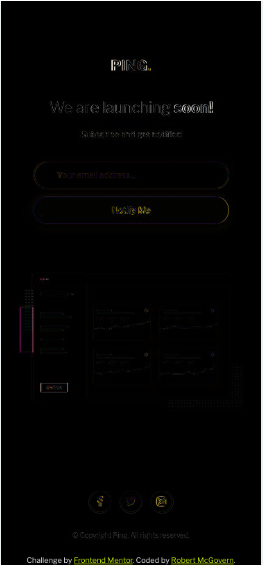 PING.
We are launching soon!
Subscribe and get notified
Your email address...
Notify Me
© Copyright Ping. All rights reserved.
Challenge by Frontend Mentor. Coded by Robert McGovern.